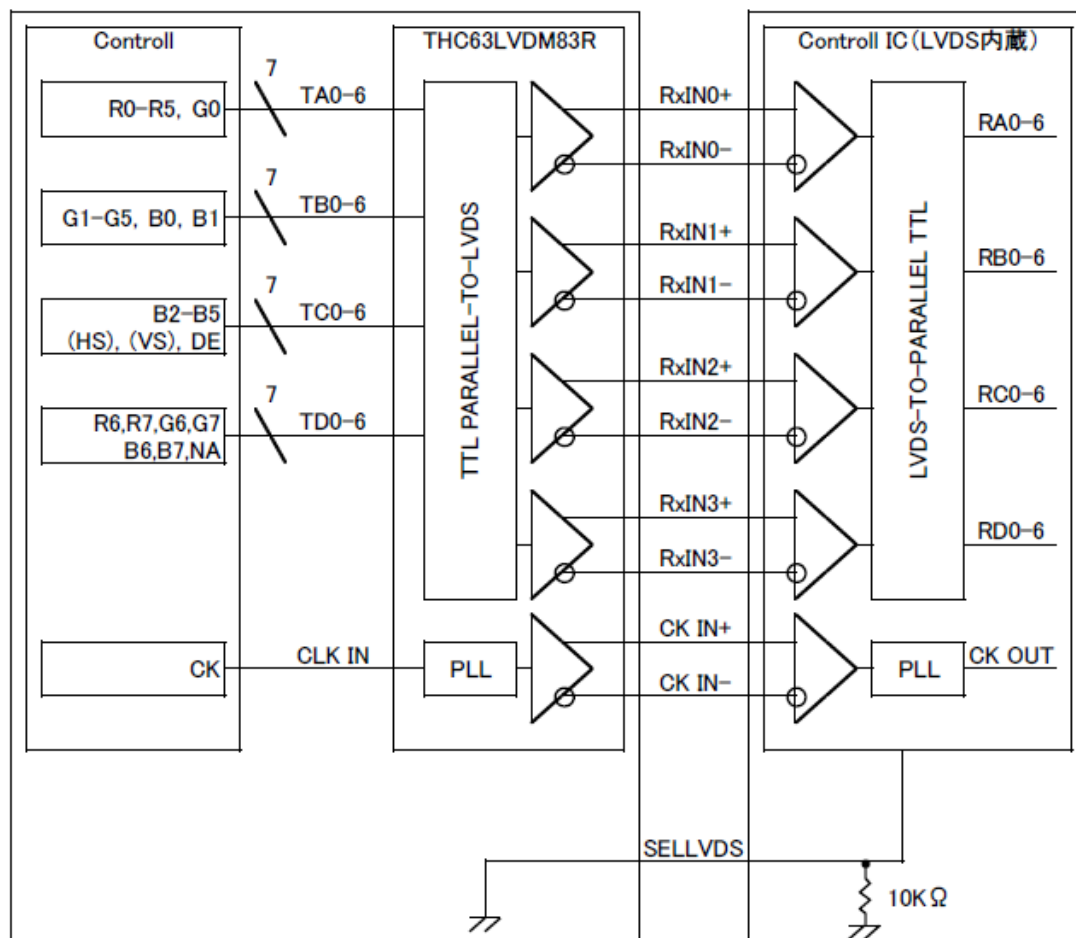 Controll
THC63LVDM83R
Controll IC(LVDS内蔵)
R0-R5, G0
7
TA0-6
RxIN0+
RxIN0-
RA0-6
G1-G5, B0, B1
7
TB0-6
RxIN1+
RxIN1-
RB0-6
B2-B5
(HS), (VS), DE
7
TC0-6
RxIN2+
RxIN2-
RC0-6
R6,R7,G6,G7
B6,B7,NA
7
TD0-6
RxIN3+
RxIN3-
RD0-6
TTL PARALLEL-TO-LVDS
LVDS-TO-PARALLEL TTL
CK
CLK IN
PLL
CK IN+
CK IN-
PLL
CK OUT
SELLVDS
10KΩ